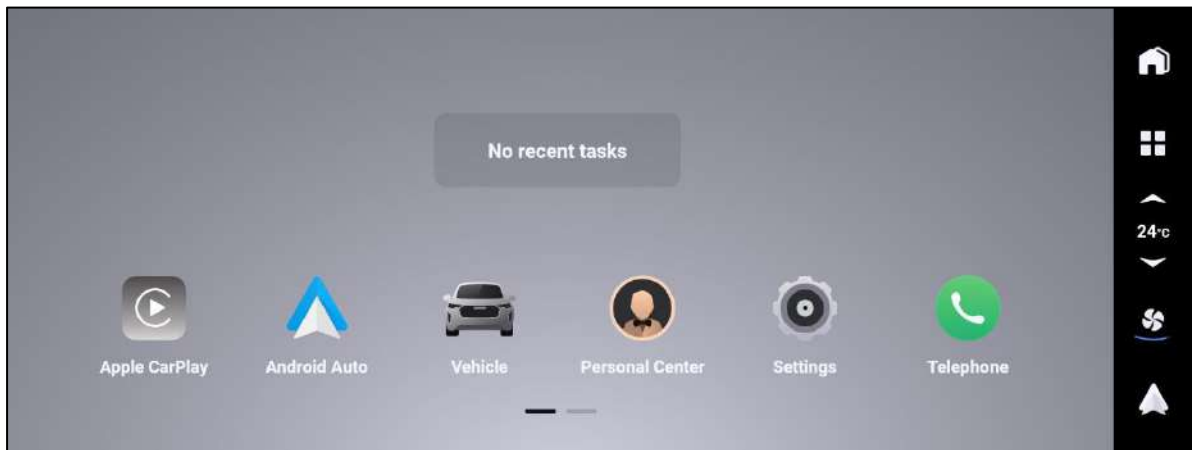 No recent tasks
24°C
Apple CarPlay
Android Auto
Vehicle
Personal Center
Settings
Telephone